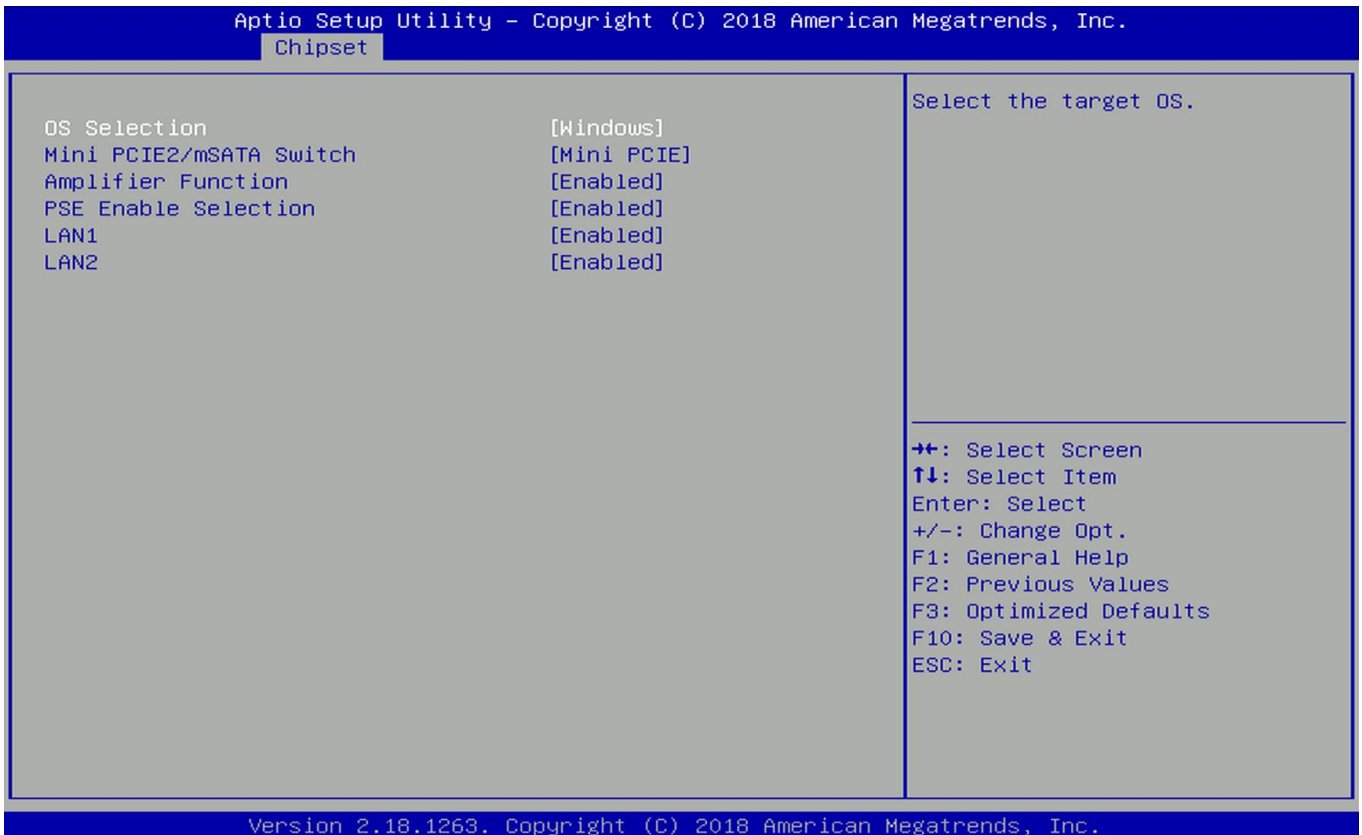 Aptio Setup Utility – Copyright (C) 2018 American Megatrends, Inc.
Chipset
OS Selection [Windows]
Mini PCIE2/mSATA Switch [Mini PCIE]
Amplifier Function [Enabled]
PSE Enable Selection [Enabled]
LAN1 [Enabled]
LAN2 [Enabled]
Select the target OS.
→←: Select Screen
↑↓: Select Item
Enter: Select
+/-: Change Opt.
F1: General Help
F2: Previous Values
F3: Optimized Defaults
F10: Save & Exit
ESC: Exit
Version 2.18.1263. Copyright (C) 2018 American Megatrends, Inc.